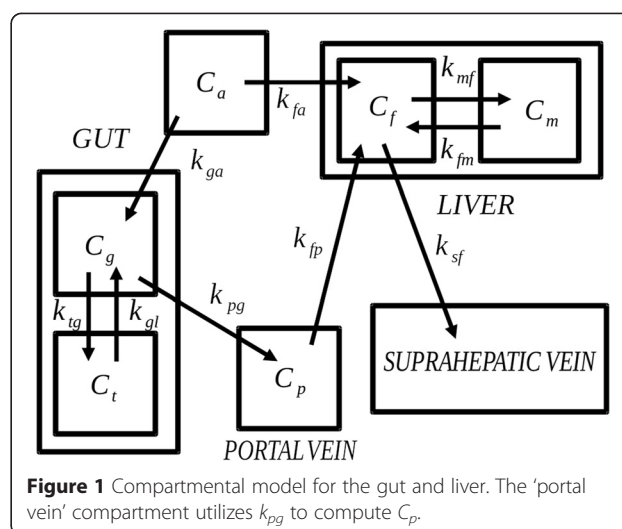 C_a
k_fa
C_f
k_mf
k_fm
C_m
GUT
k_ga
LIVER
C_g
k_fp
k_sf
k_tg
k_gl
k_pg
C_t
C_p
SUPRAHEPATIC VEIN
PORTAL VEIN
Figure 1 Compartmental model for the gut and liver. The ‘portal
vein’ compartment utilizes k_pg to compute C_p.